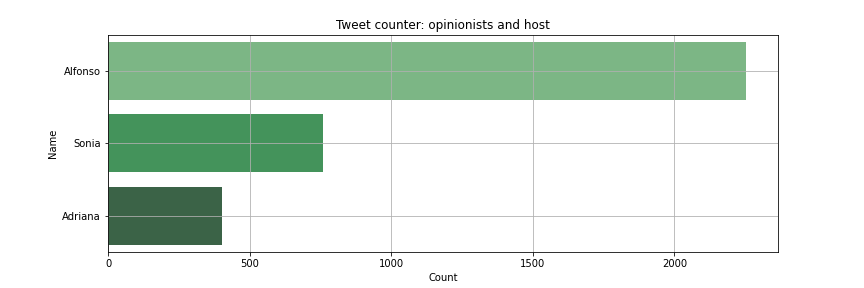 Tweet counter: opinionists and host
Alfonso
Sonia
Adriana
Name
0 500 1000 1500 2000
Count